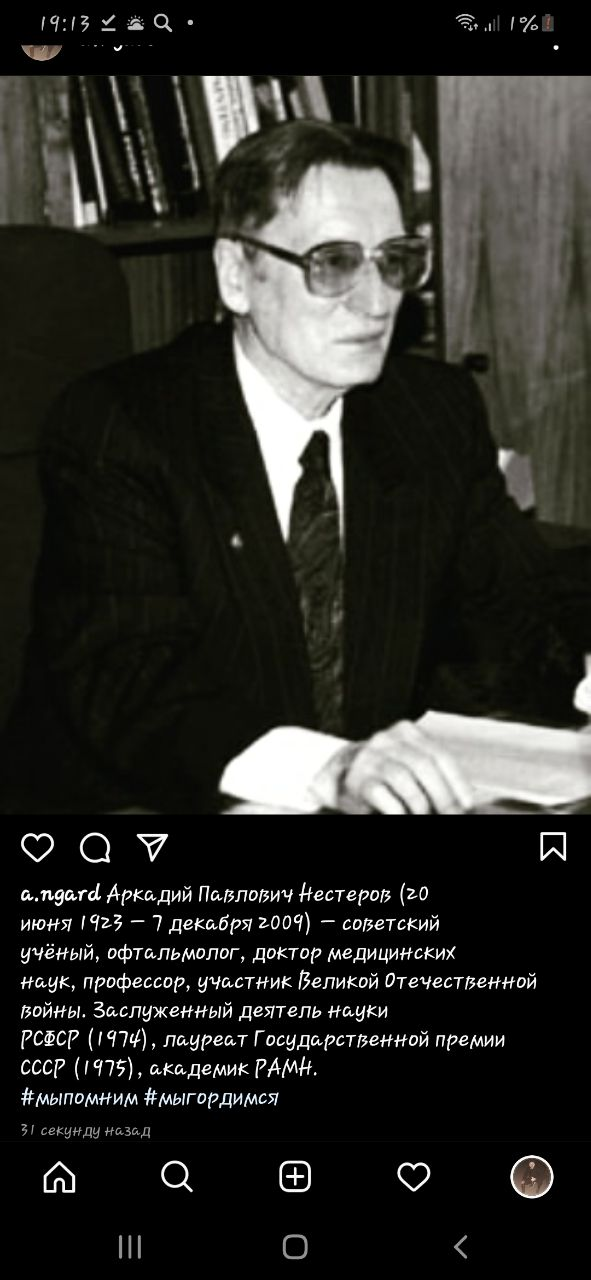 19:13 1%
a.ngard Аркадий Павлович Нестеров (20
июня 1923 — 7 декабря 2009) — советский
учёный, офтальмолог, доктор медицинских
наук, профессор, участник Великой Отечественной
войны. Заслуженный деятель науки
РСФСР (1974), лауреат Государственной премии
СССР (1975), академик РАМН.
#мыпомним #мыгордимся
31 секунду назад